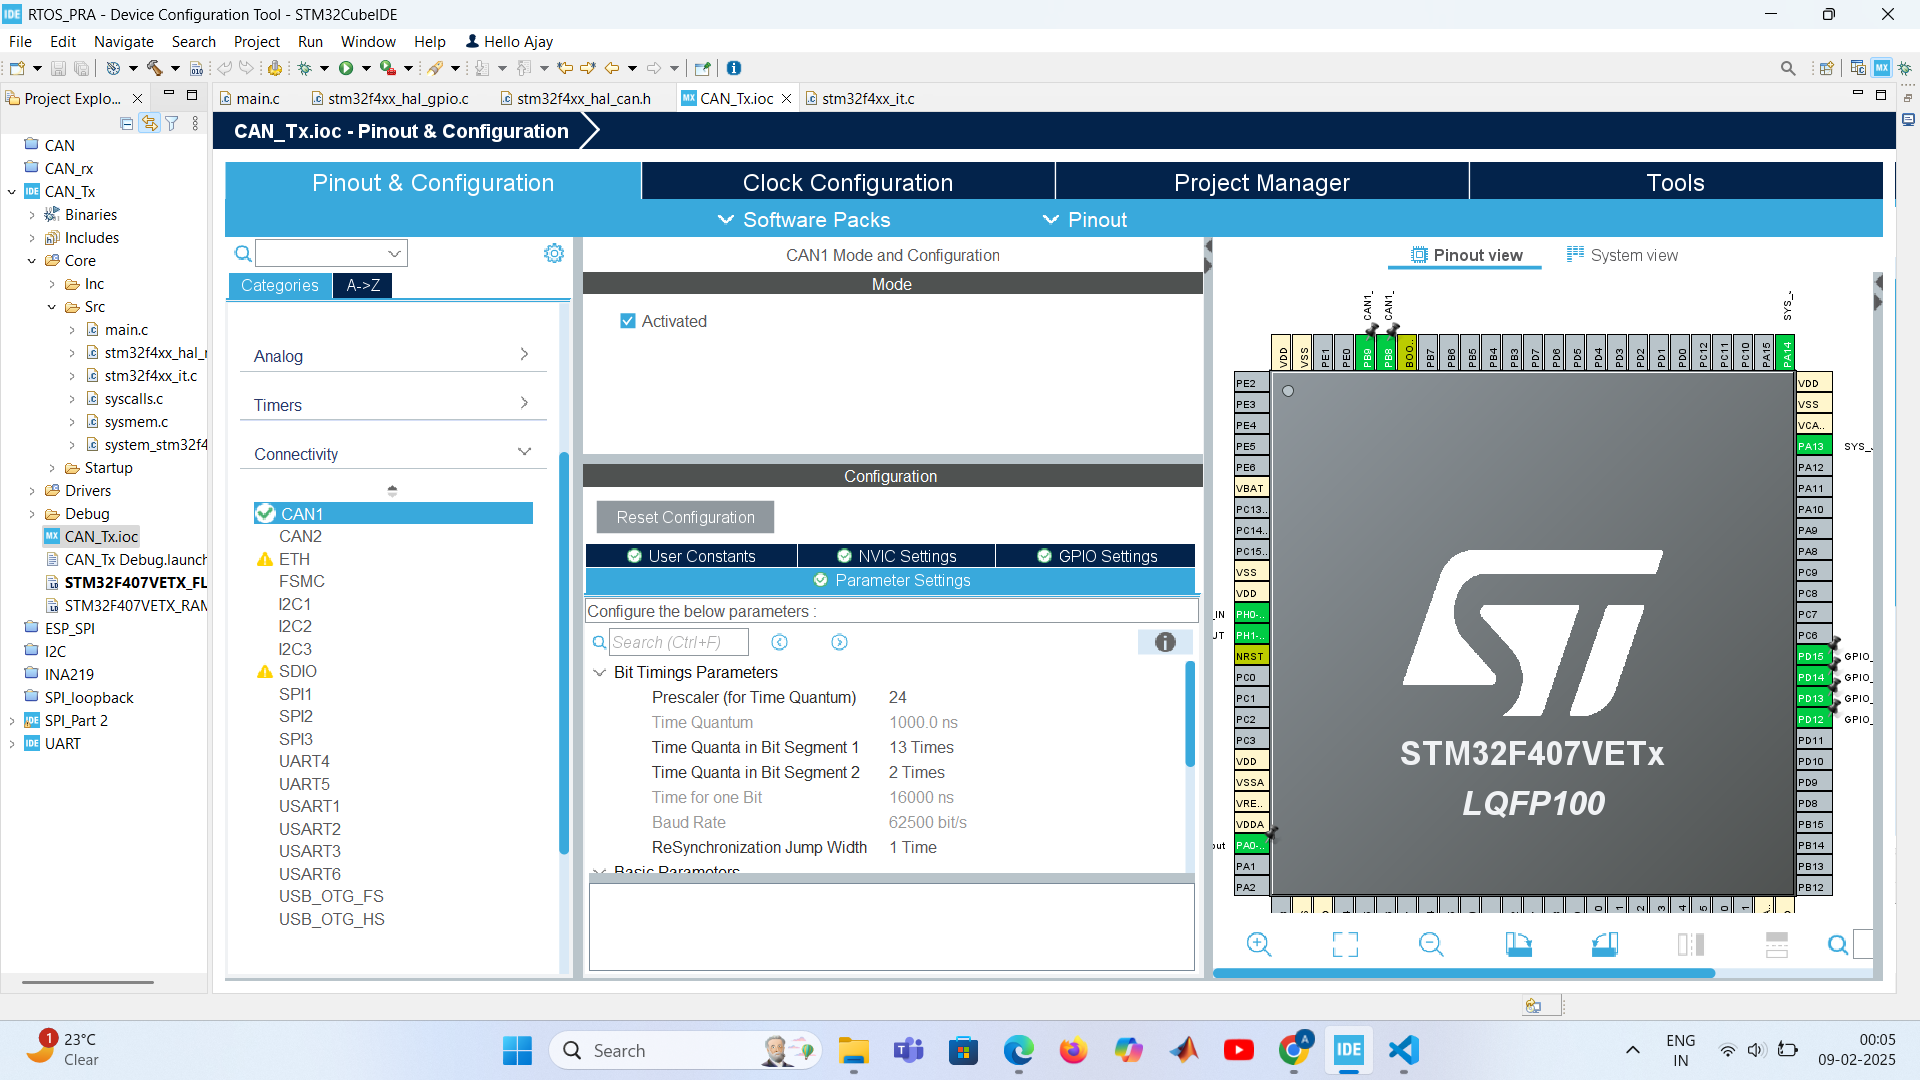 RTOS_PRA - Device Configuration Tool - STM32CubeIDE
File Edit Navigate Search Project Run Window Help Hello Ajay
Project Explo...
main.c stm32f4xx_hal_gpio.c stm32f4xx_hal_can.h CAN_Tx.ioc stm32f4xx_it.c
CAN_Tx.ioc - Pinout & Configuration
Pinout & Configuration Clock Configuration Project Manager Tools
Software Packs Pinout
CAN
CAN_rx
CAN_Tx
Binaries
Includes
Core
Inc
Src
main.c
stm32f4xx_hal_
stm32f4xx_it.c
syscalls.c
sysmem.c
system_stm32f4
Startup
Drivers
Debug
CAN_Tx.ioc
CAN_Tx Debug.launch
STM32F407VETX_FL
STM32F407VETX_RAM
ESP_SPI
I2C
INA219
SPI_loopback
SPI_Part 2
UART
Categories A->Z
Analog
Timers
Connectivity
CAN1
CAN2
ETH
FSMC
I2C1
I2C2
I2C3
SDIO
SPI1
SPI2
SPI3
UART4
UART5
USART1
USART2
USART3
USART6
USB_OTG_FS
USB_OTG_HS
CAN1 Mode and Configuration
Mode
Activated
Configuration
Reset Configuration
User Constants NVIC Settings GPIO Settings
Parameter Settings
Configure the below parameters :
Search (Ctrl+F)
Bit Timings Parameters
Prescaler (for Time Quantum) 24
Time Quantum 1000.0 ns
Time Quanta in Bit Segment 1 13 Times
Time Quanta in Bit Segment 2 2 Times
Time for one Bit 16000 ns
Baud Rate 62500 bit/s
ReSynchronization Jump Width 1 Time
Basic Parameters
Pinout view System view
CAN1_ CAN1_ SYS_
VDD VSS PE1 PE0 PB9 PB8 BOO.. PB7 PB6 PB5 PB4 PB3 PD7 PD6 PD5 PD4 PD3 PD2 PD1 PD0 PC12 PC11 PC10 PA15 PA14
PE2
PE3
PE4
PE5
PE6
VBAT
PC13..
PC14..
PC15..
VSS
VDD
_IN PH0-..
UT PH1-..
NRST
PC0
PC1
PC2
PC3
VDD
VSSA
VRE..
VDDA
out PA0-..
PA1
PA2
STM32F407VETx
LQFP100
VDD
VSS
VCA..
PA13 SYS_
PA12
PA11
PA10
PA9
PA8
PC9
PC8
PC7
PC6
PD15 GPIO_
PD14 GPIO_
PD13 GPIO_
PD12 GPIO_
PD11
PD10
PD9
PD8
PB15
PB14
PB13
PB12
1
23°C
Clear
Search
A
IDE
ENG
IN
00:05
09-02-2025